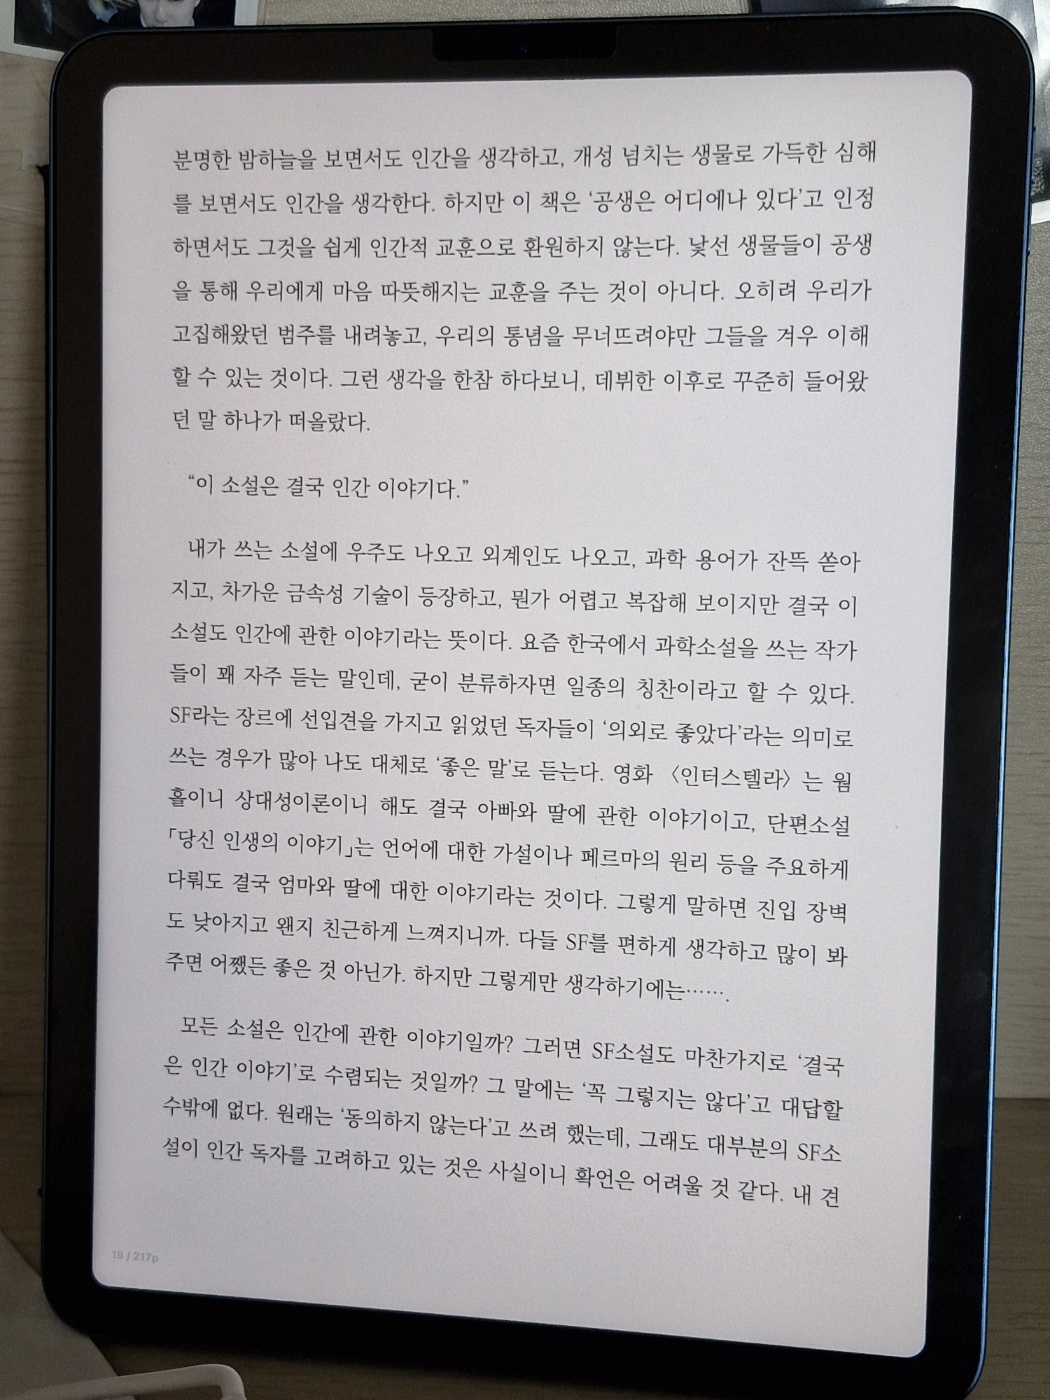 분명한 밤하늘을 보면서도 인간을 생각하고, 개성 넘치는 생물로 가득한 심해
를 보면서도 인간을 생각한다. 하지만 이 책은 ‘공생은 어디에나 있다’고 인정
하면서도 그것을 쉽게 인간적 교훈으로 환원하지 않는다. 낯선 생물들이 공생
을 통해 우리에게 마음 따뜻해지는 교훈을 주는 것이 아니다. 오히려 우리가
고집해왔던 범주를 내려놓고, 우리의 통념을 무너뜨려야만 그들을 겨우 이해
할 수 있는 것이다. 그런 생각을 한참 하다보니, 데뷔한 이후로 꾸준히 들어왔
던 말 하나가 떠올랐다.
“이 소설은 결국 인간 이야기다.”
내가 쓰는 소설에 우주도 나오고 외계인도 나오고, 과학 용어가 잔뜩 쏟아
지고, 차가운 금속성 기술이 등장하고, 뭔가 어렵고 복잡해 보이지만 결국 이
소설도 인간에 관한 이야기라는 뜻이다. 요즘 한국에서 과학소설을 쓰는 작가
들이 꽤 자주 듣는 말인데, 굳이 분류하자면 일종의 칭찬이라고 할 수 있다.
SF라는 장르에 선입견을 가지고 읽었던 독자들이 ‘의외로 좋았다’라는 의미로
쓰는 경우가 많아 나도 대체로 ‘좋은 말’로 듣는다. 영화 〈인터스텔라〉는 웜
홀이니 상대성이론이니 해도 결국 아빠와 딸에 관한 이야기이고, 단편소설
「당신 인생의 이야기」는 언어에 대한 가설이나 페르마의 원리 등을 주요하게
다뤄도 결국 엄마와 딸에 대한 이야기라는 것이다. 그렇게 말하면 진입 장벽
도 낮아지고 왠지 친근하게 느껴지니까. 다들 SF를 편하게 생각하고 많이 봐
주면 어쨌든 좋은 것 아닌가. 하지만 그렇게만 생각하기에는…….
모든 소설은 인간에 관한 이야기일까? 그러면 SF소설도 마찬가지로 ‘결국
은 인간 이야기’로 수렴되는 것일까? 그 말에는 ‘꼭 그렇지는 않다’고 대답할
수밖에 없다. 원래는 ‘동의하지 않는다’고 쓰려 했는데, 그래도 대부분의 SF소
설이 인간 독자를 고려하고 있는 것은 사실이니 확언은 어려울 것 같다. 내 견
19 / 217p